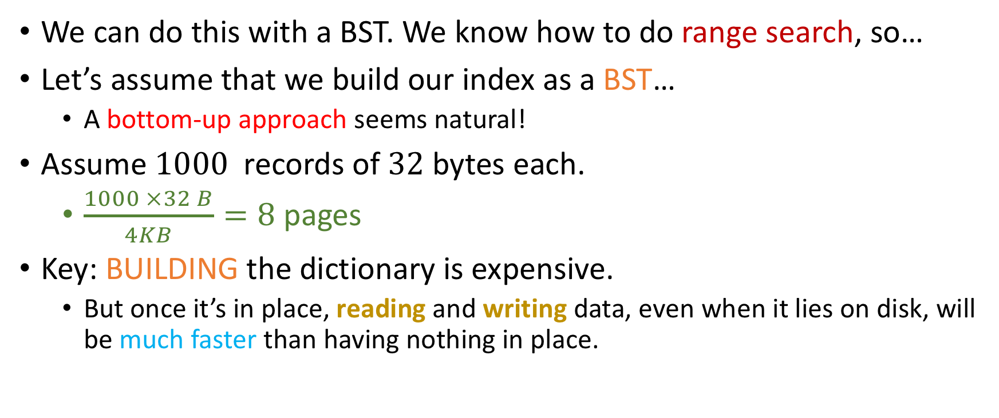 • We can do this with a BST. We know how to do range search, so…
• Let’s assume that we build our index as a BST…
• A bottom-up approach seems natural!
• Assume 1000 records of 32 bytes each.
• 1000 ×32 B
4KB
= 8 pages
• Key: BUILDING the dictionary is expensive.
• But once it’s in place, reading and writing data, even when it lies on disk, will
be much faster than having nothing in place.